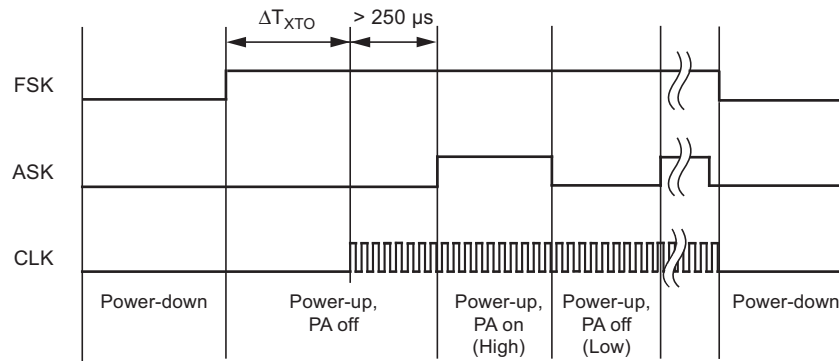 ΔT_XTO
> 250 µs
FSK
ASK
CLK
Power-down
Power-up,
PA off
Power-up,
PA on
(High)
Power-up,
PA off
(Low)
Power-down